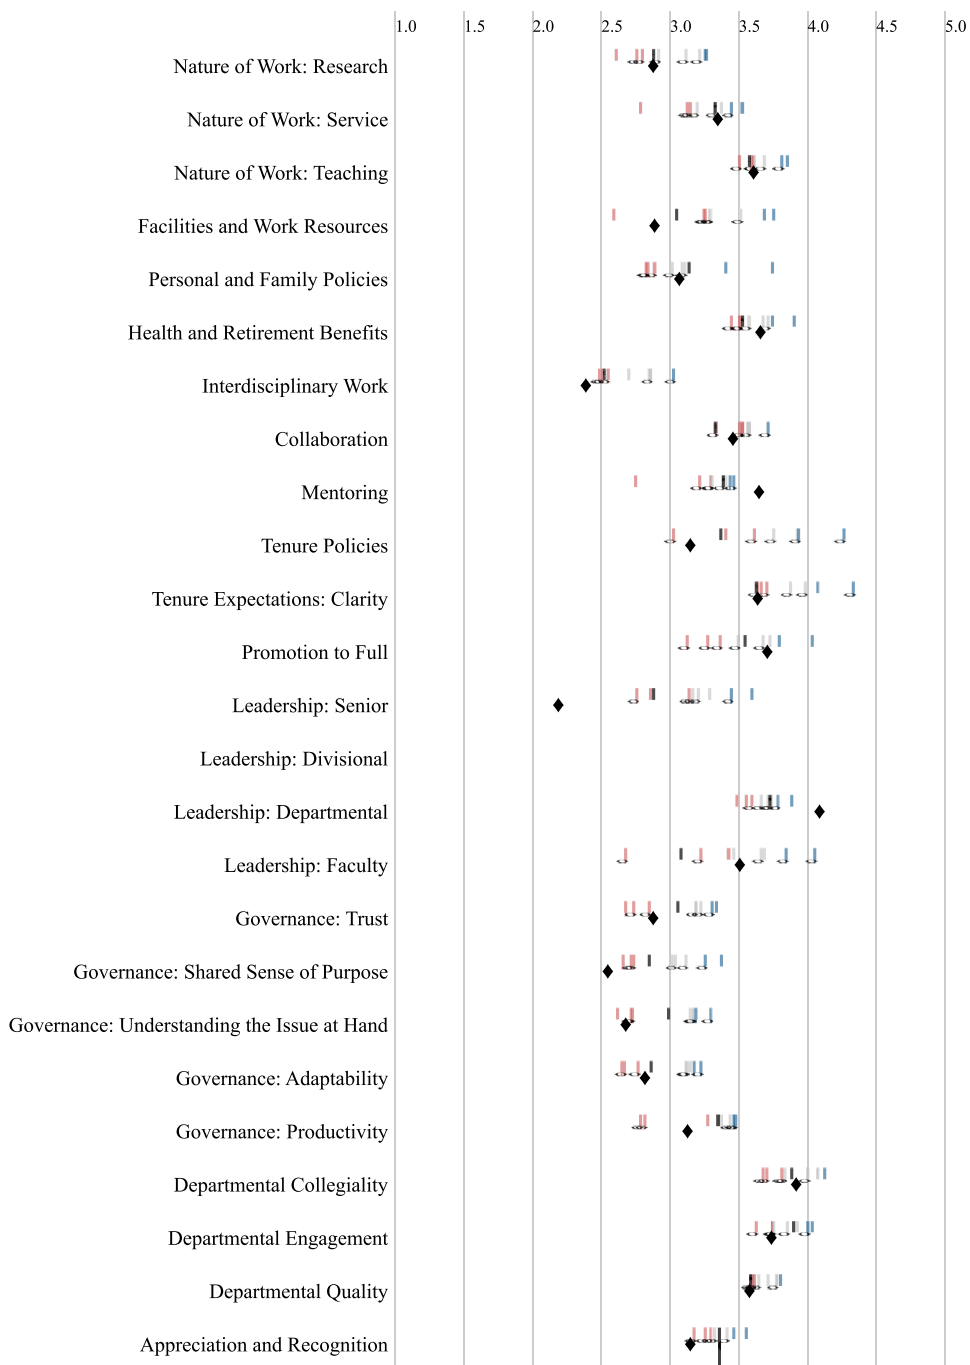 1.0 1.5 2.0 2.5 3.0 3.5 4.0 4.5 5.0
Nature of Work: Research
Nature of Work: Service
Nature of Work: Teaching
Facilities and Work Resources
Personal and Family Policies
Health and Retirement Benefits
Interdisciplinary Work
Collaboration
Mentoring
Tenure Policies
Tenure Expectations: Clarity
Promotion to Full
Leadership: Senior
Leadership: Divisional
Leadership: Departmental
Leadership: Faculty
Governance: Trust
Governance: Shared Sense of Purpose
Governance: Understanding the Issue at Hand
Governance: Adaptability
Governance: Productivity
Departmental Collegiality
Departmental Engagement
Departmental Quality
Appreciation and Recognition